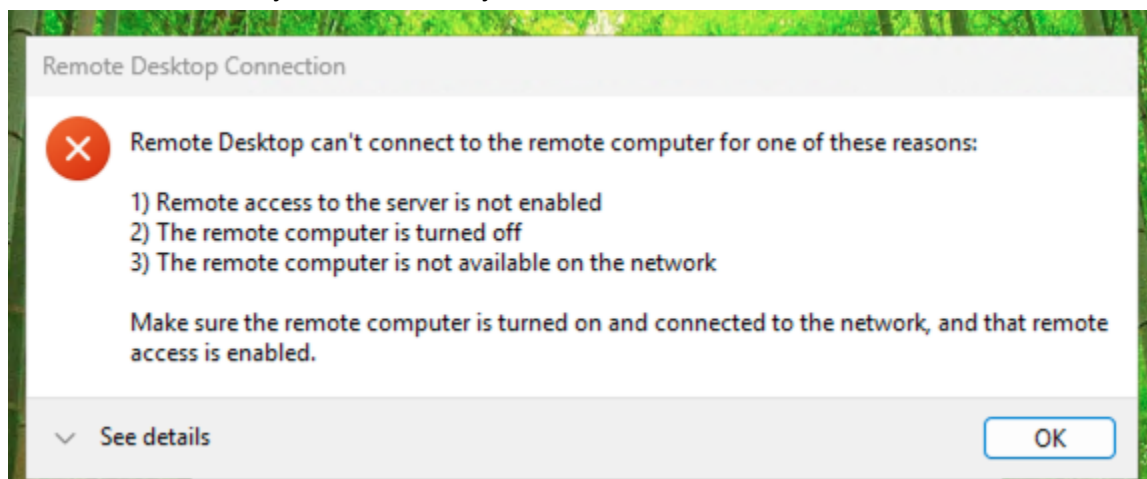 Remote Desktop Connection
Remote Desktop can't connect to the remote computer for one of these reasons:
1) Remote access to the server is not enabled
2) The remote computer is turned off
3) The remote computer is not available on the network
Make sure the remote computer is turned on and connected to the network, and that remote
access is enabled.
See details
OK